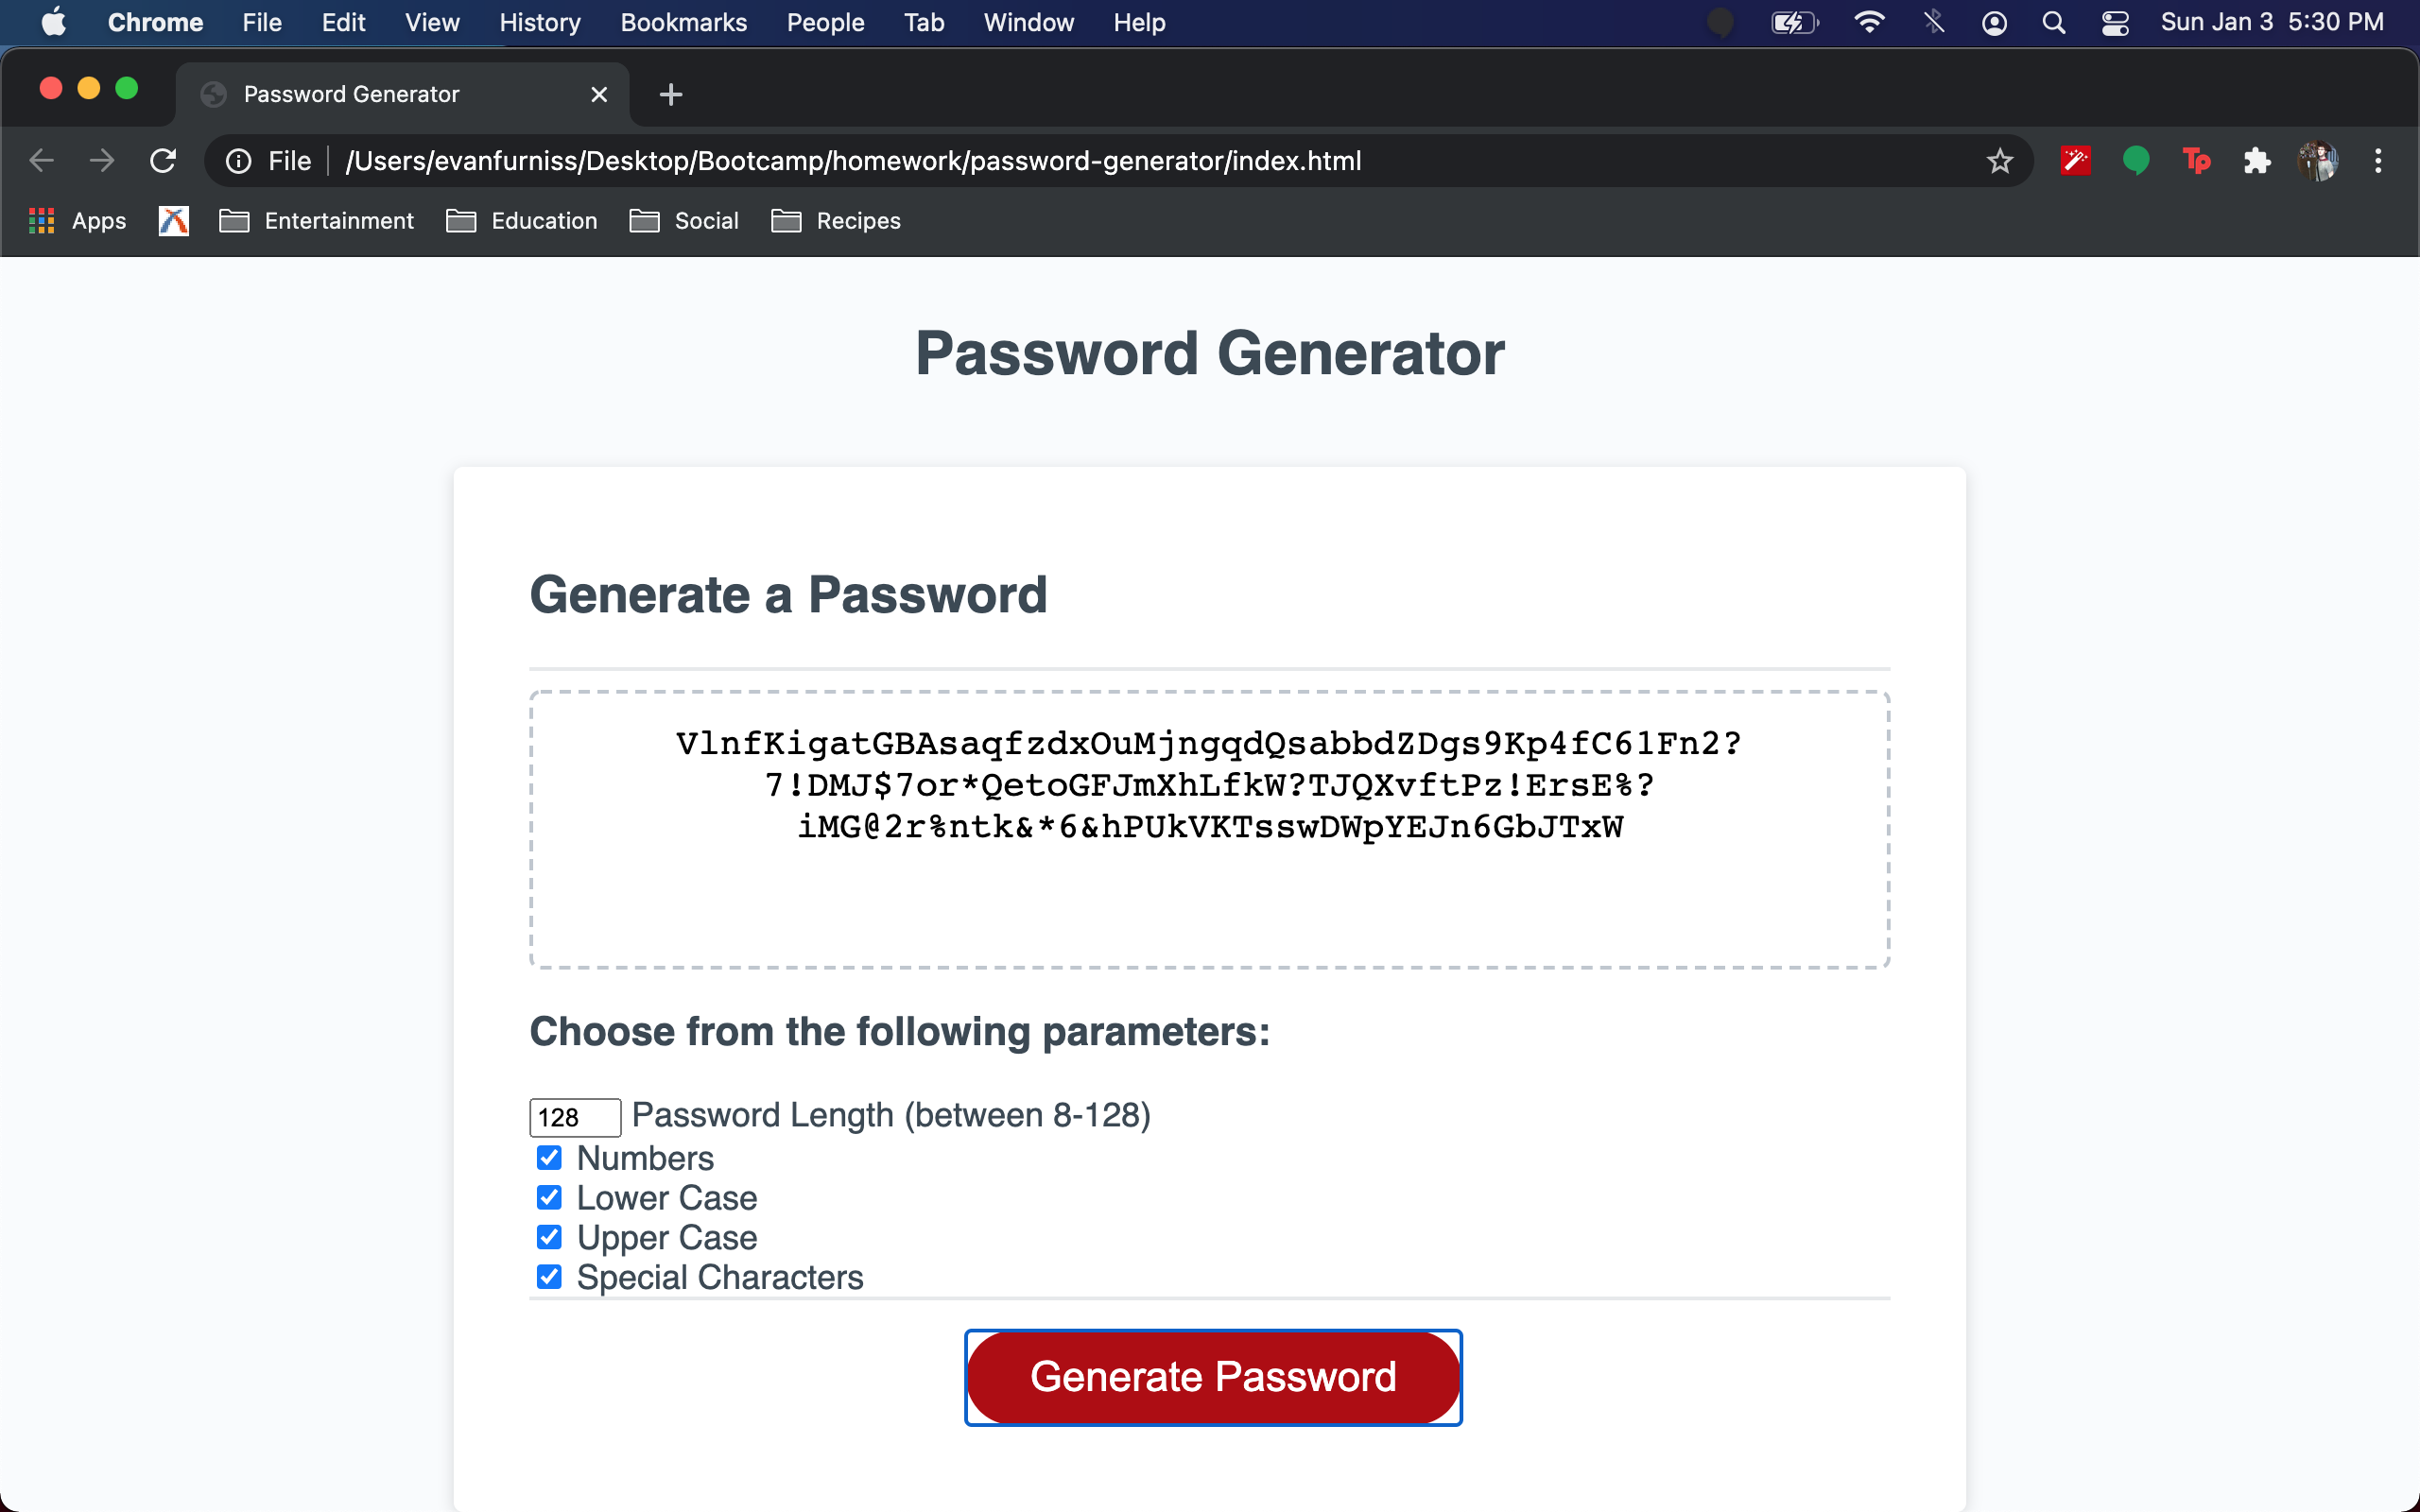 Chrome File Edit View History Bookmarks People Tab Window Help Sun Jan 3 5:30 PM
Password Generator
File /Users/evanfurniss/Desktop/Bootcamp/homework/password-generator/index.html Tp
Apps Entertainment Education Social Recipes
Password Generator
Generate a Password
VlnfKigatGBAsaqfzdxOuMjngqdQsabbdZDgs9Kp4fC61Fn2?
7!DMJ$7or*QetoGFJmXhLfkW?TJQXvftPz!ErsE%?
iMG@2r%ntk&*6&hPUkVKTsswDWpYEJn6GbJTxW
Choose from the following parameters:
128 Password Length (between 8-128)
Numbers
Lower Case
Upper Case
Special Characters
Generate Password